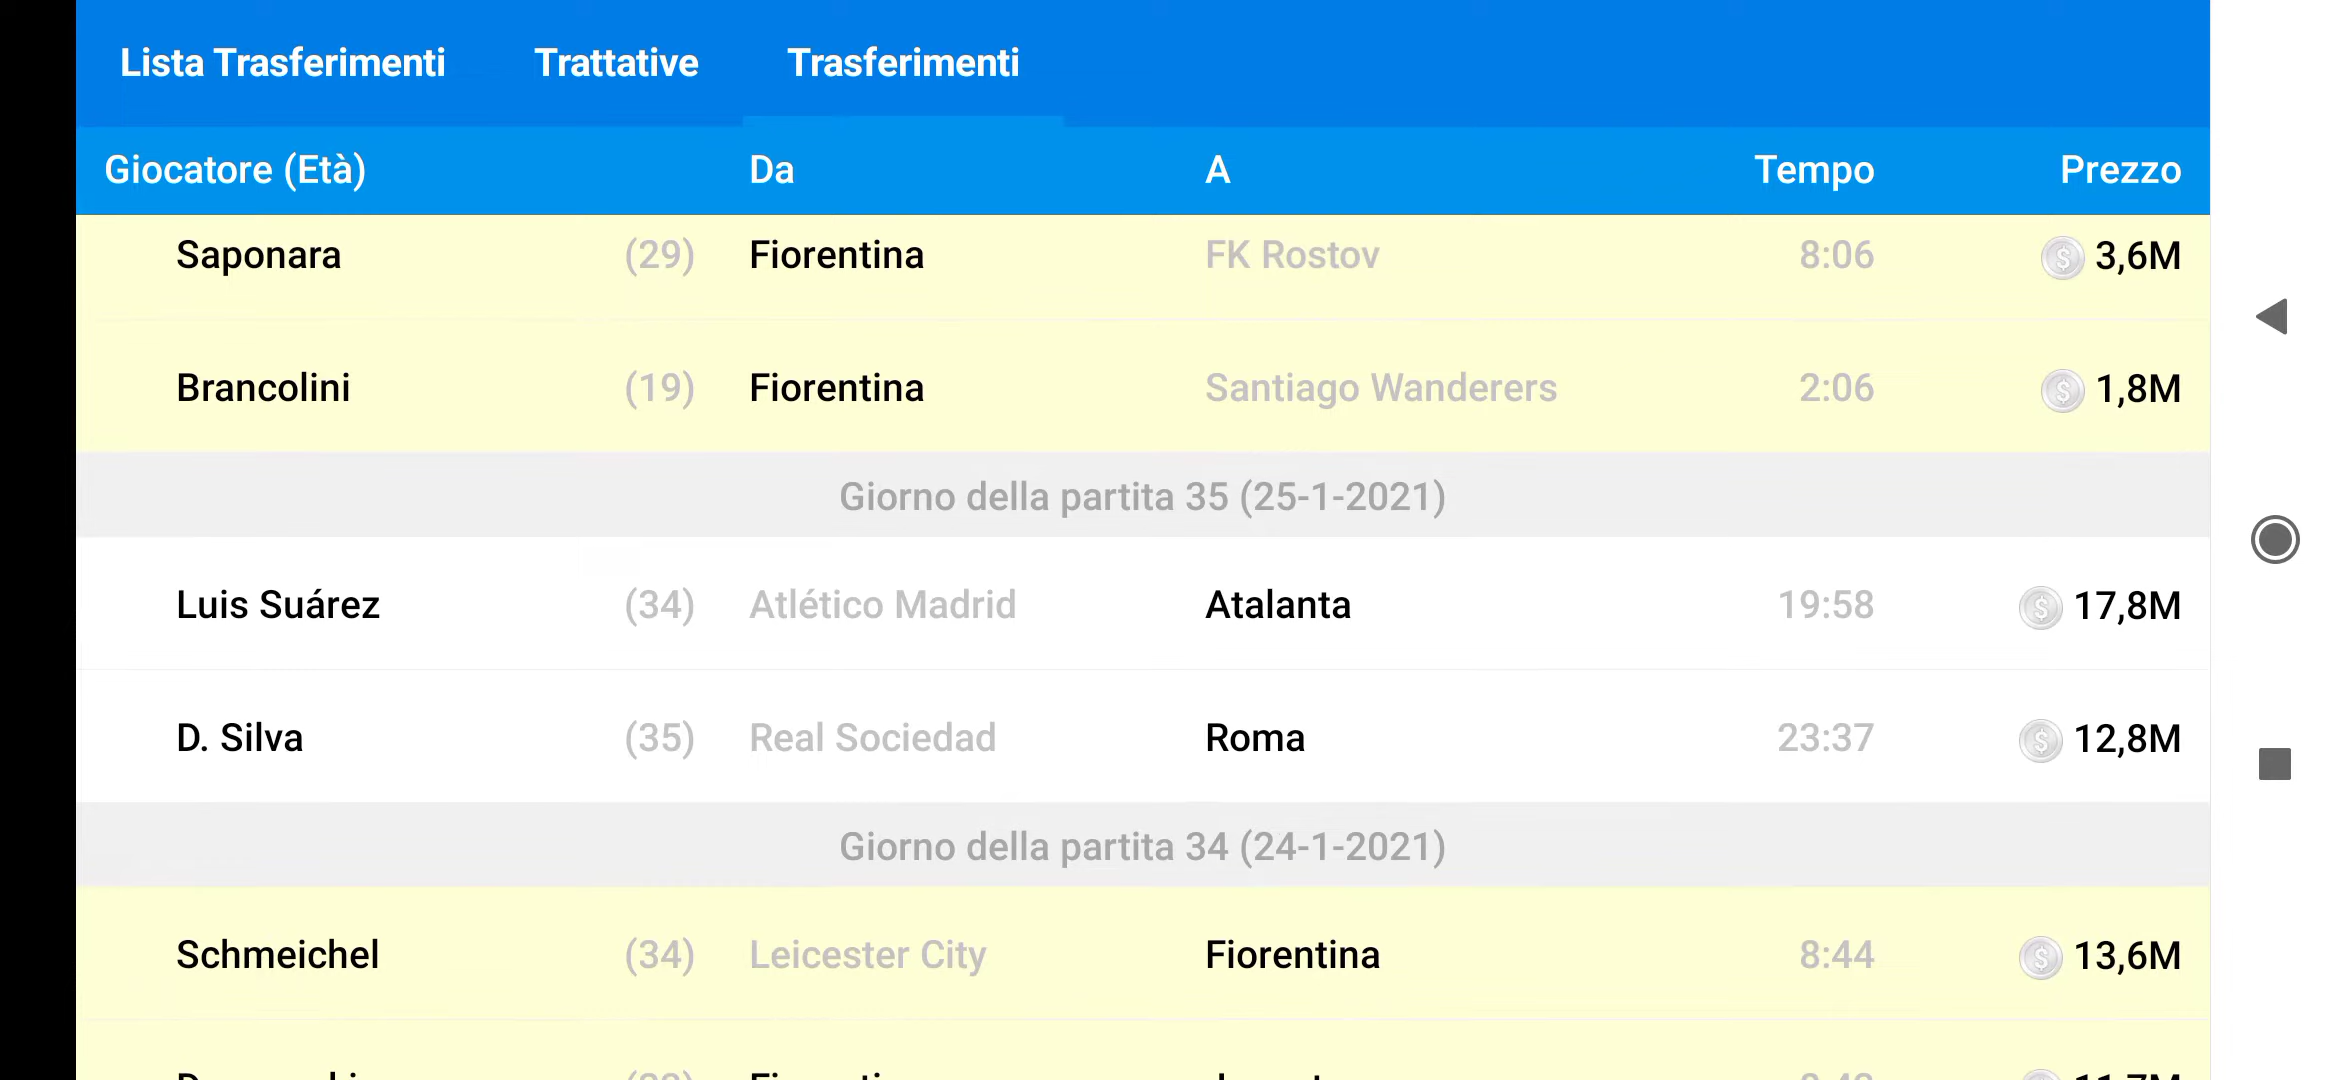 Lista Trasferimenti Trattative Trasferimenti
Giocatore (Età) Da A Tempo Prezzo
Saponara (29) Fiorentina FK Rostov 8:06 3,6M
Brancolini (19) Fiorentina Santiago Wanderers 2:06 1,8M
Giorno della partita 35 (25-1-2021)
Luis Suárez (34) Atlético Madrid Atalanta 19:58 17,8M
D. Silva (35) Real Sociedad Roma 23:37 12,8M
Giorno della partita 34 (24-1-2021)
Schmeichel (34) Leicester City Fiorentina 8:44 13,6M